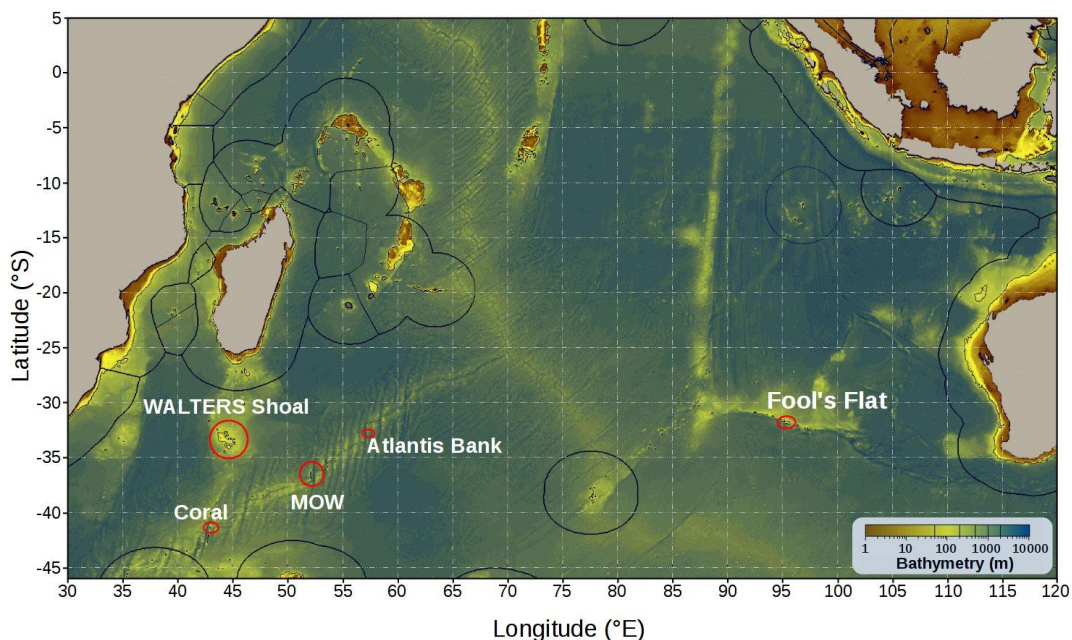 5
0
-5
-10
-15
-20
-25
-30
-35
-40
-45
Latitude (°S)
WALTERS Shoal
Atlantis Bank
MOW
Coral
Fool's Flat
1 10 100 1000 10000
Bathymetry (m)
30 35 40 45 50 55 60 65 70 75 80 85 90 95 100 105 110 115 120
Longitude (°E)